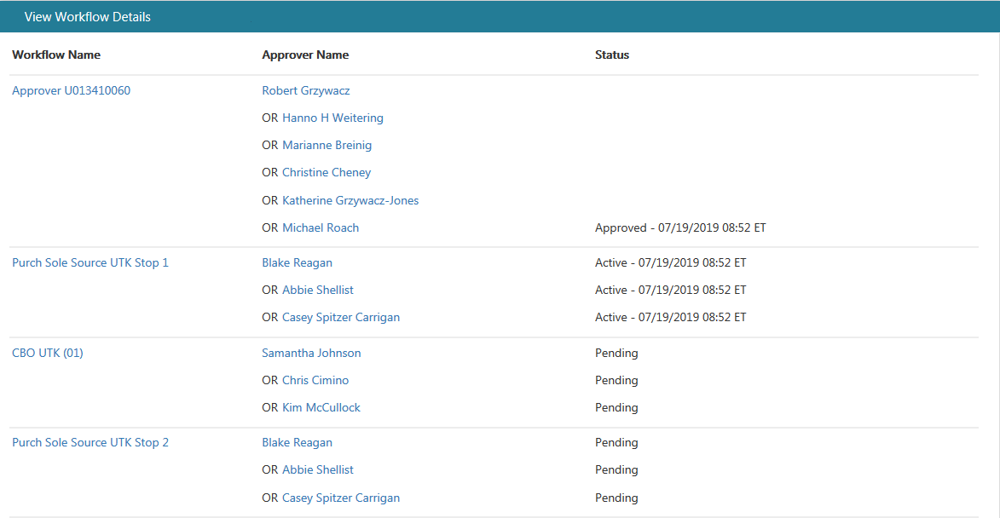 View Workflow Details
Workflow Name Approver Name Status
Approver U013410060 Robert Grzywacz
OR Hanno H Weitering
OR Marianne Breinig
OR Christine Cheney
OR Katherine Grzywacz-Jones
OR Michael Roach Approved - 07/19/2019 08:52 ET
Purch Sole Source UTK Stop 1 Blake Reagan Active - 07/19/2019 08:52 ET
OR Abbie Shellist Active - 07/19/2019 08:52 ET
OR Casey Spitzer Carrigan Active - 07/19/2019 08:52 ET
CBO UTK (01) Samantha Johnson Pending
OR Chris Cimino Pending
OR Kim McCullock Pending
Purch Sole Source UTK Stop 2 Blake Reagan Pending
OR Abbie Shellist Pending
OR Casey Spitzer Carrigan Pending